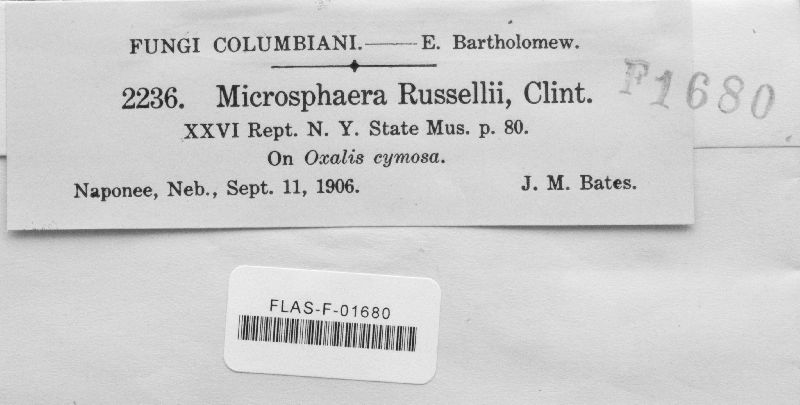 FUNGI COLUMBIANI.—— E. Bartholomew.
2236. Microsphaera Russellii, Clint.
F1680
XXVI Rept. N. Y. State Mus. p. 80.
On Oxalis cymosa.
Naponee, Neb., Sept. 11, 1906. J. M. Bates.
FLAS-F-01680